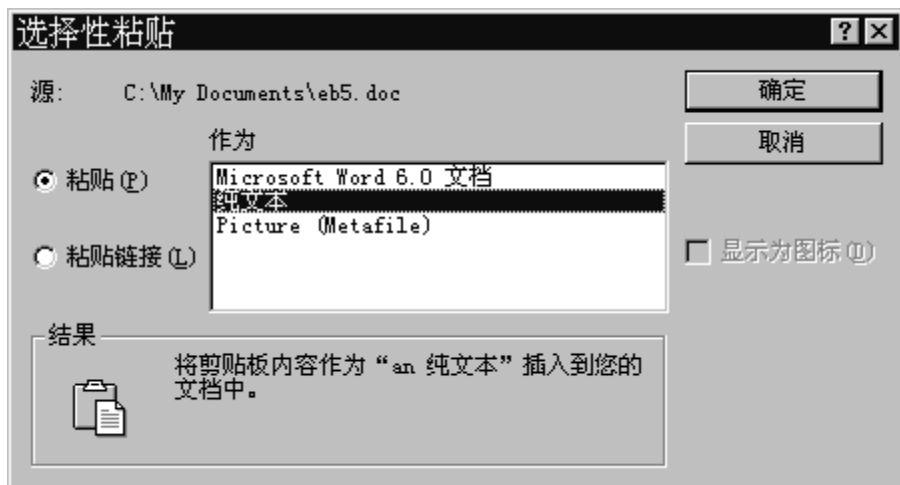 选择性粘贴
源: C:\My Documents\eb5.doc
确定
取消
作为
粘贴(P)
粘贴链接(L)
Microsoft Word 6.0 文档
纯文本
Picture (Metafile)
显示为图标(D)
结果
将剪贴板内容作为“an 纯文本”插入到您的
文档中。